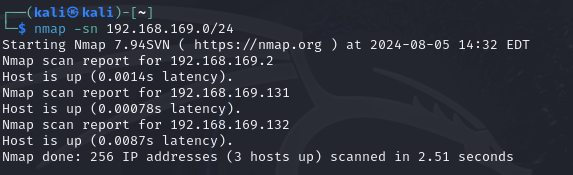 ┌──(kali㉿kali)-[~]
└─$ nmap -sn 192.168.169.0/24
Starting Nmap 7.94SVN ( https://nmap.org ) at 2024-08-05 14:32 EDT
Nmap scan report for 192.168.169.2
Host is up (0.0014s latency).
Nmap scan report for 192.168.169.131
Host is up (0.00078s latency).
Nmap scan report for 192.168.169.132
Host is up (0.0087s latency).
Nmap done: 256 IP addresses (3 hosts up) scanned in 2.51 seconds